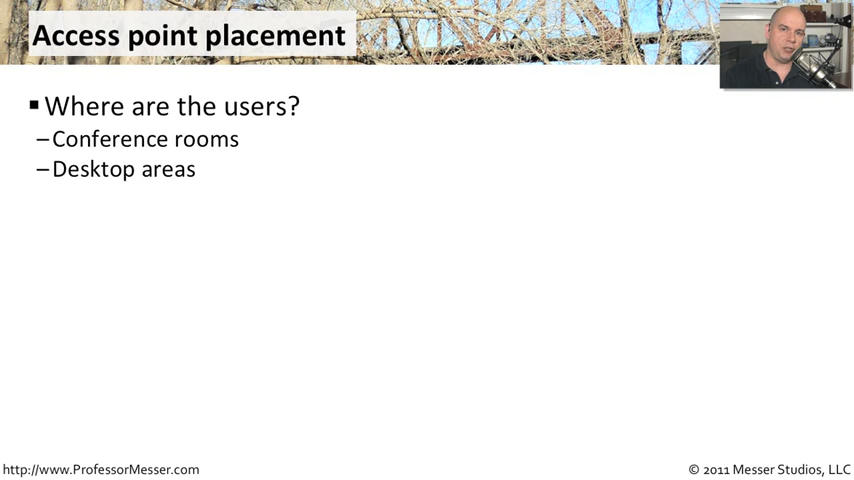 Access point placement
▪ Where are the users?
– Conference rooms
– Desktop areas
http://www.ProfessorMesser.com
© 2011 Messer Studios, LLC